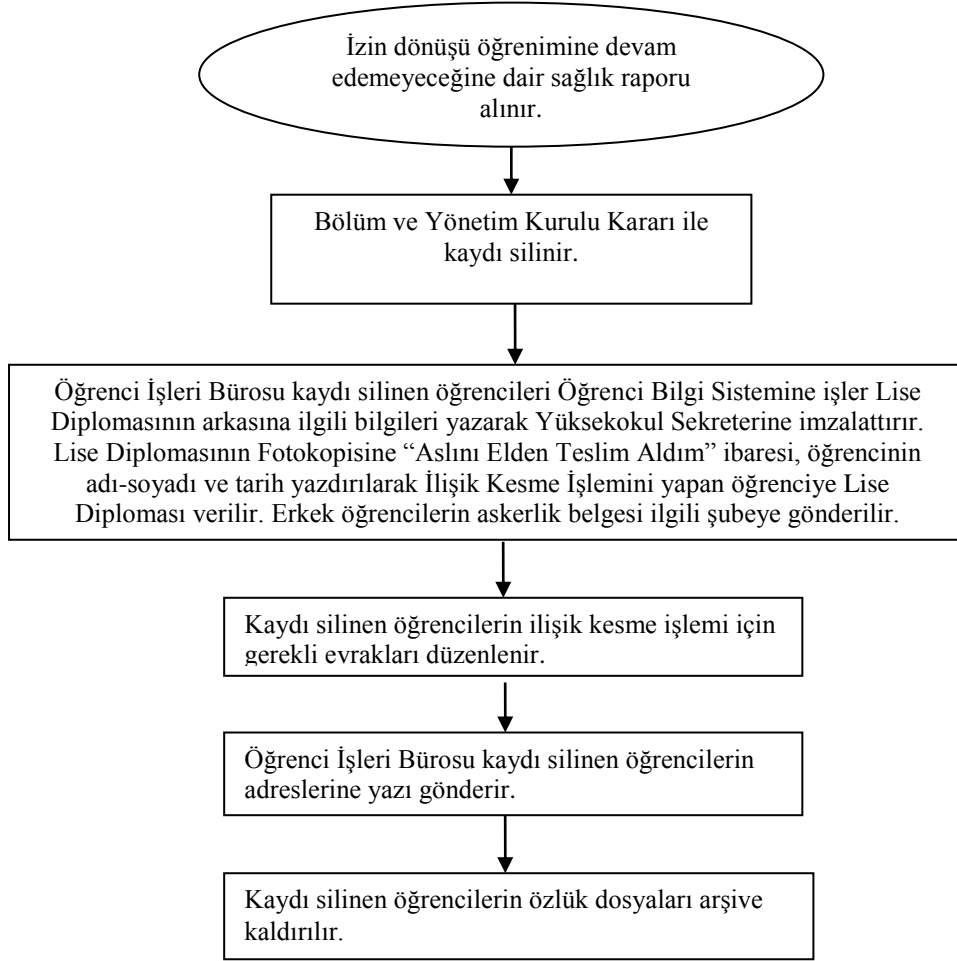 İzin dönüşü öğrenimine devam
edemeyeceğine dair sağlık raporu
alınır.
Bölüm ve Yönetim Kurulu Kararı ile
kaydı silinir.
Öğrenci İşleri Bürosu kaydı silinen öğrencileri Öğrenci Bilgi Sistemine işler Lise
Diplomasının arkasına ilgili bilgileri yazarak Yüksekokul Sekreterine imzalattırır.
Lise Diplomasının Fotokopisine “Aslını Elden Teslim Aldım” ibaresi, öğrencinin
adı-soyadı ve tarih yazdırılarak İlişik Kesme İşlemini yapan öğrenciye Lise
Diploması verilir. Erkek öğrencilerin askerlik belgesi ilgili şubeye gönderilir.
Kaydı silinen öğrencilerin ilişik kesme işlemi için
gerekli evrakları düzenlenir.
Öğrenci İşleri Bürosu kaydı silinen öğrencilerin
adreslerine yazı gönderir.
Kaydı silinen öğrencilerin özlük dosyaları arşive
kaldırılır.